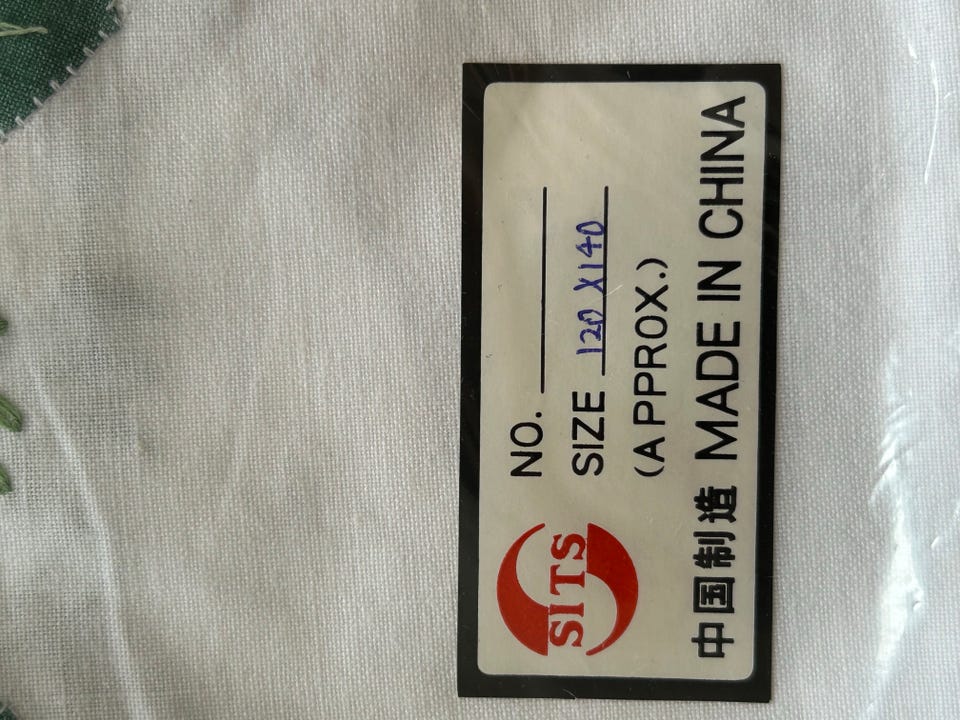 SITS
NO.
SIZE 120 X 140
(APPROX.)
中国制造 MADE IN CHINA